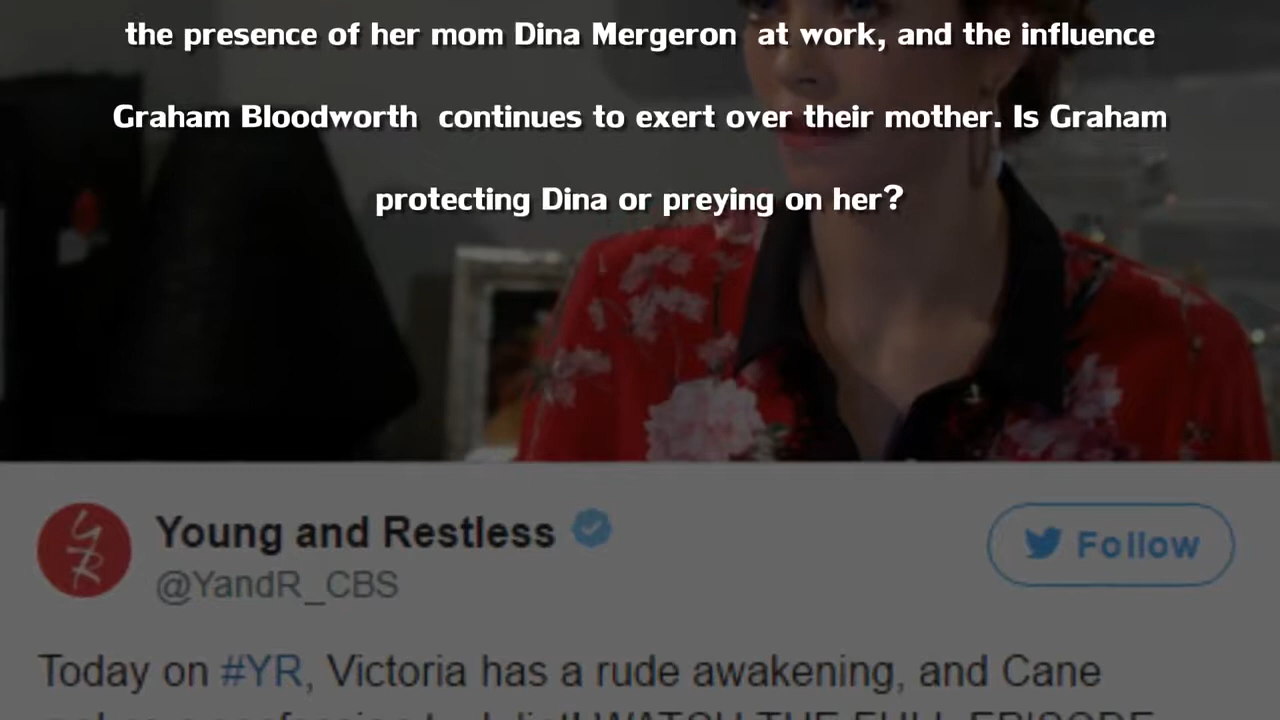 the presence of her mom Dina Mergeron at work, and the influence
Graham Bloodworth continues to exert over their mother. Is Graham
protecting Dina or preying on her?
Young and Restless
Follow
@YandR_CBS
Today on #YR, Victoria has a rude awakening, and Cane